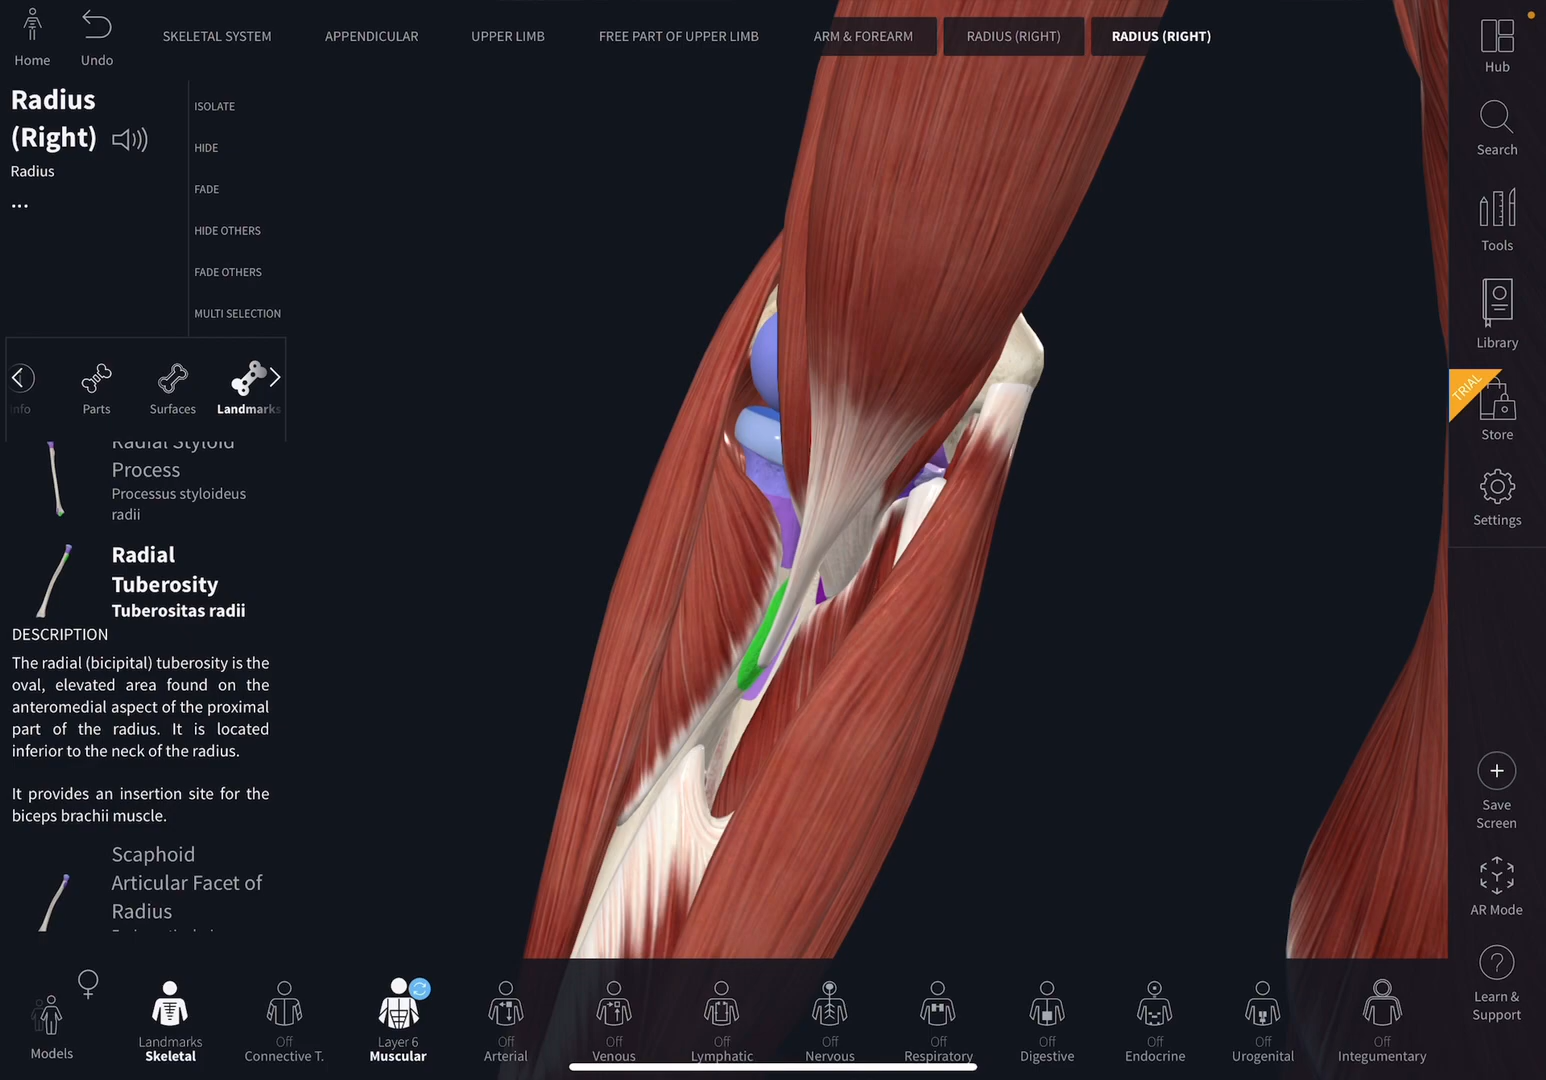 Home
Undo
SKELETAL SYSTEM
APPENDICULAR
UPPER LIMB
FREE PART OF UPPER LIMB
ARM & FOREARM
RADIUS (RIGHT)
RADIUS (RIGHT)
Radius
(Right)
Radius
...
ISOLATE
HIDE
FADE
HIDE OTHERS
FADE OTHERS
MULTI SELECTION
Parts
Surfaces
Landmarks
Radial Styloid
Process
Processus styloideus
radii
Radial
Tuberosity
Tuberositas radii
DESCRIPTION
The radial (bicipital) tuberosity is the
oval, elevated area found on the
anteromedial aspect of the proximal
part of the radius. It is located
inferior to the neck of the radius.
It provides an insertion site for the
biceps brachii muscle.
Scaphoid
Articular Facet of
Radius
Hub
Search
Tools
Library
TRIAL
Store
Settings
Save
Screen
AR Mode
Learn &
Support
Models
Landmarks
Skeletal
Off
Connective T.
Layer 6
Muscular
Off
Arterial
Off
Venous
Off
Lymphatic
Off
Nervous
Off
Respiratory
Off
Digestive
Off
Endocrine
Off
Urogenital
Off
Integumentary